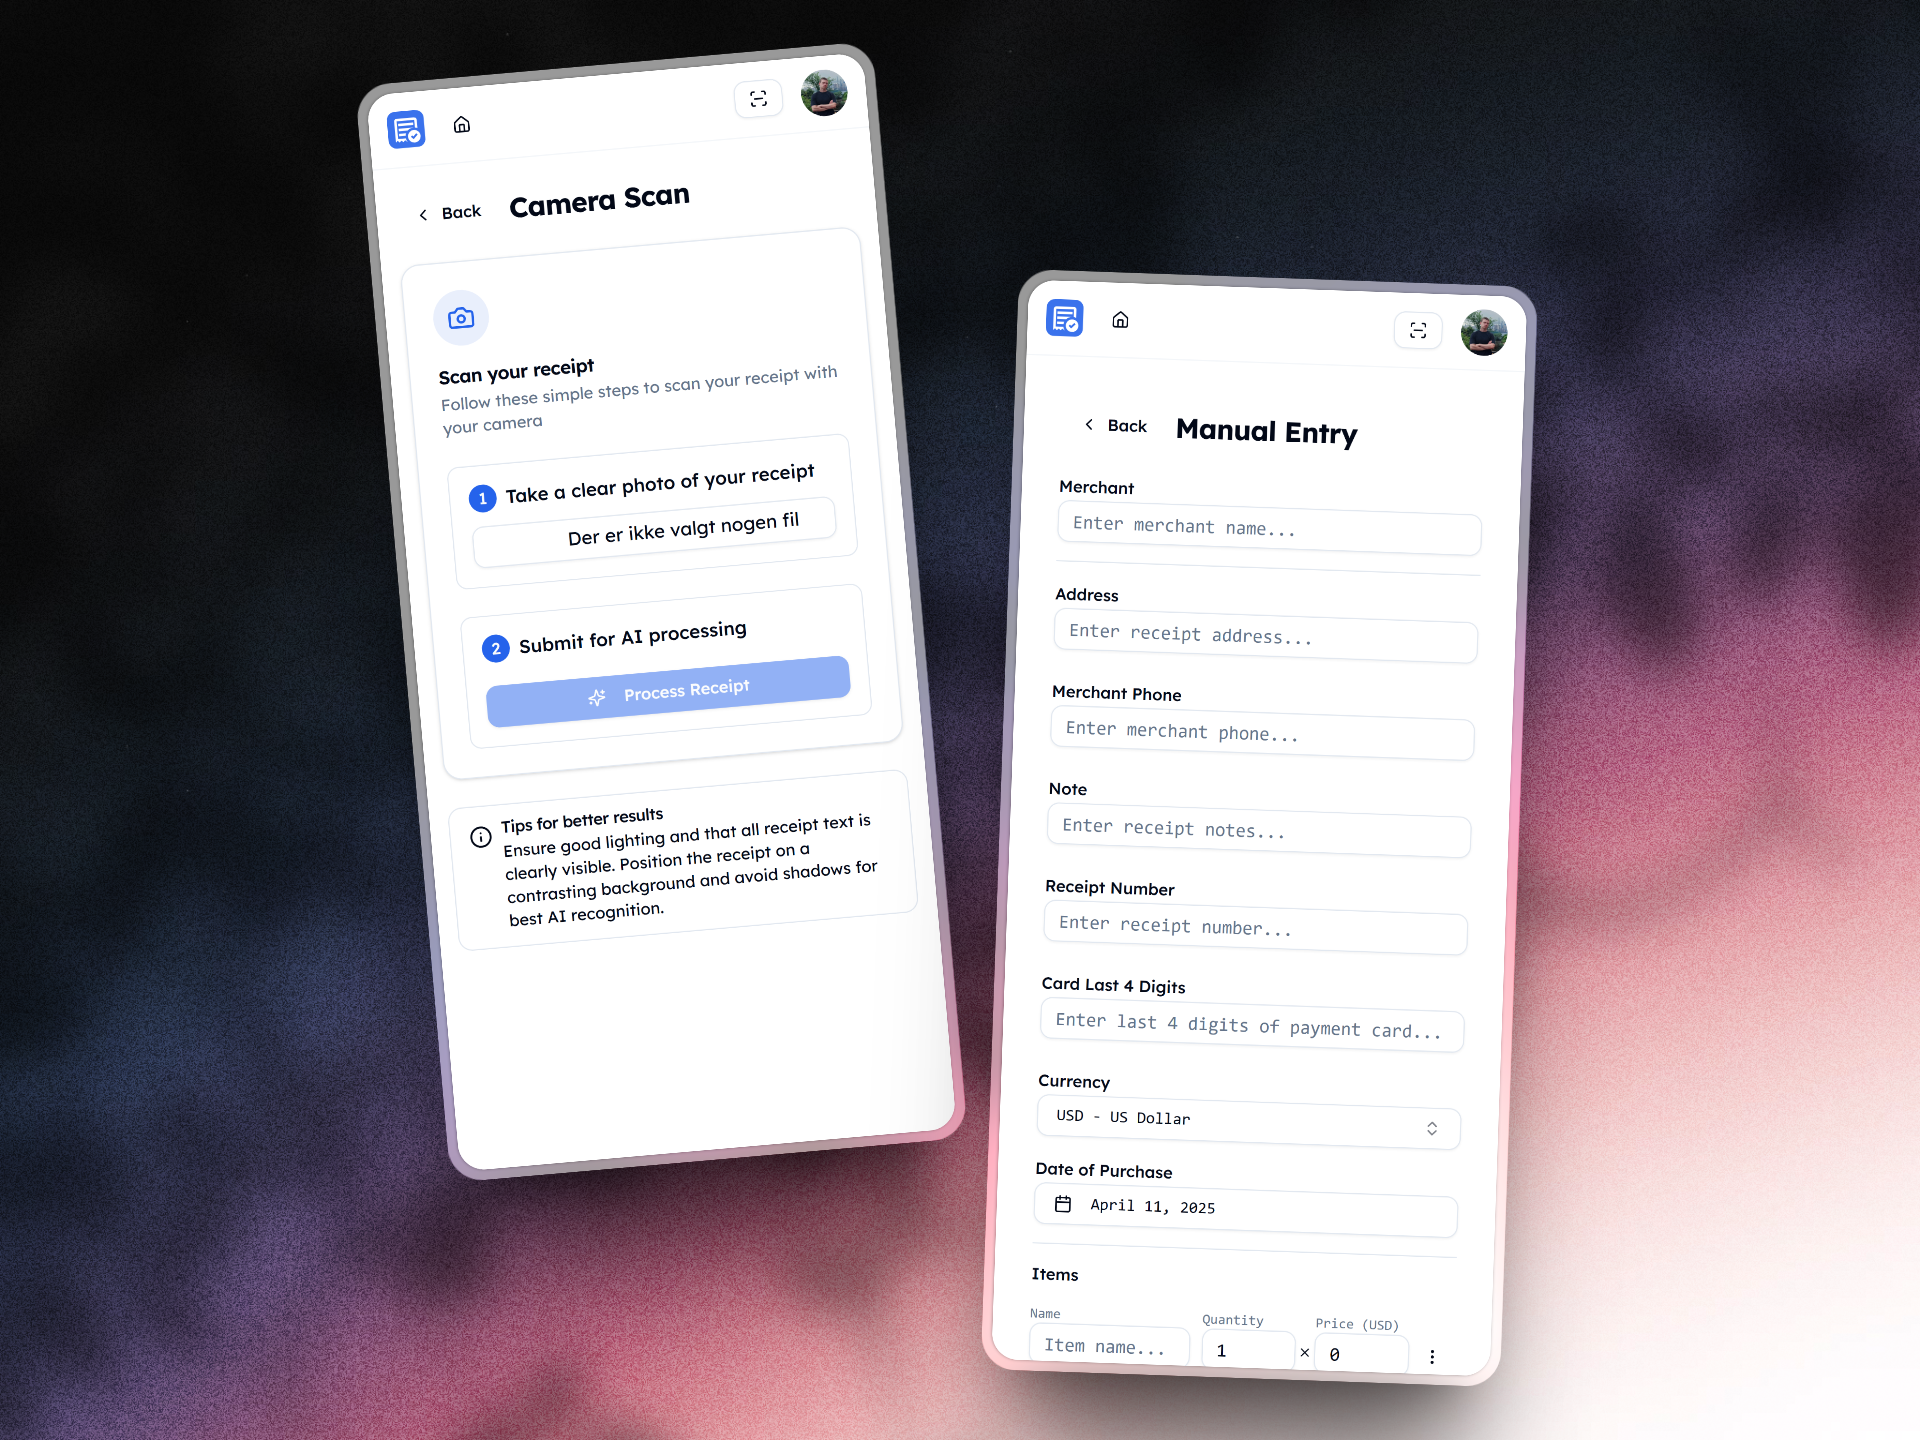 Back
Camera Scan
Scan your receipt
Follow these simple steps to scan your receipt with
your camera
1
Take a clear photo of your receipt
Der er ikke valgt nogen fil
2
Submit for AI processing
Process Receipt
Tips for better results
Ensure good lighting and that all receipt text is
clearly visible. Position the receipt on a
contrasting background and avoid shadows for
best AI recognition.
Back
Manual Entry
Merchant
Enter merchant name...
Address
Enter receipt address...
Merchant Phone
Enter merchant phone...
Note
Enter receipt notes...
Receipt Number
Enter receipt number...
Card Last 4 Digits
Enter last 4 digits of payment card...
Currency
USD - US Dollar
Date of Purchase
April 11, 2025
Items
Name
Quantity
Price (USD)
Item name...
1
×
0